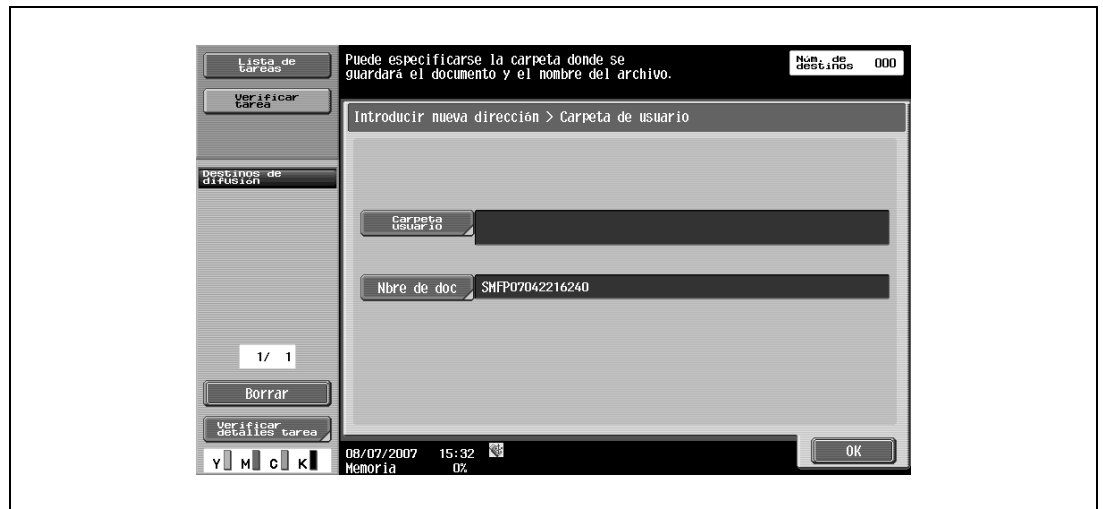 Lista de
tareas
Verificar
tarea
Puede especificarse la carpeta donde se
guardará el documento y el nombre del archivo.
Núm. de
destinos 000
Introducir nueva dirección > Carpeta de usuario
Destinos de
difusión
Carpeta
usuario
Nbre de doc SMFP07042216240
1/ 1
Borrar
Verificar
detalles tarea
Y M C K
08/07/2007 15:32
Memoria 0%
OK